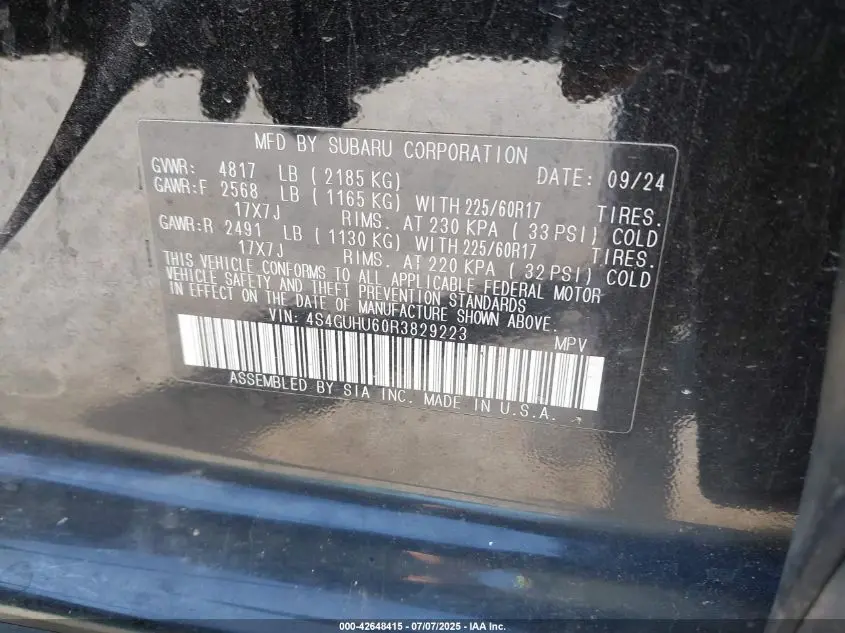 MFD BY SUBARU CORPORATION
GVWR: 4817 LB ( 2185 KG) DATE: 09/24
GAWR:F 2568 LB ( 1165 KG) WITH 225/60R17 TIRES.
17X7J RIMS. AT 230 KPA ( 33 PSI) COLD
GAWR:R 2491 LB ( 1130 KG) WITH 225/60R17 TIRES.
17X7J RIMS. AT 220 KPA ( 32 PSI) COLD
THIS VEHICLE CONFORMS TO ALL APPLICABLE FEDERAL MOTOR
VEHICLE SAFETY AND THEFT PREVENTION STANDARDS
IN EFFECT ON THE DATE OF MANUFACTURE SHOWN ABOVE.
VIN: 4S4GUHU60R3829223 MPV
ASSEMBLED BY SIA INC. MADE IN U.S.A.
000-42648415 - 07/07/2025 - IAA Inc.